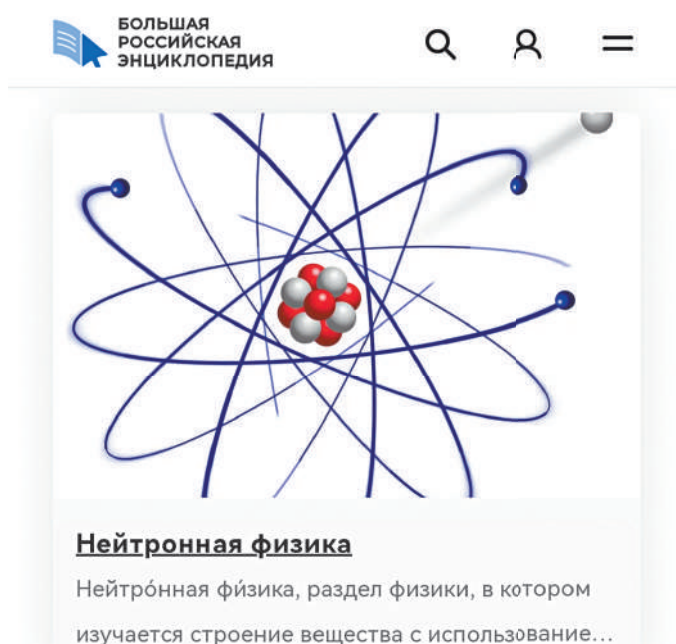 БОЛЬШАЯ
РОССИЙСКАЯ
ЭНЦИКЛОПЕДИЯ
Нейтронная физика
Нейтро́нная фи́зика, раздел физики, в котором
изучается строение вещества с использование...